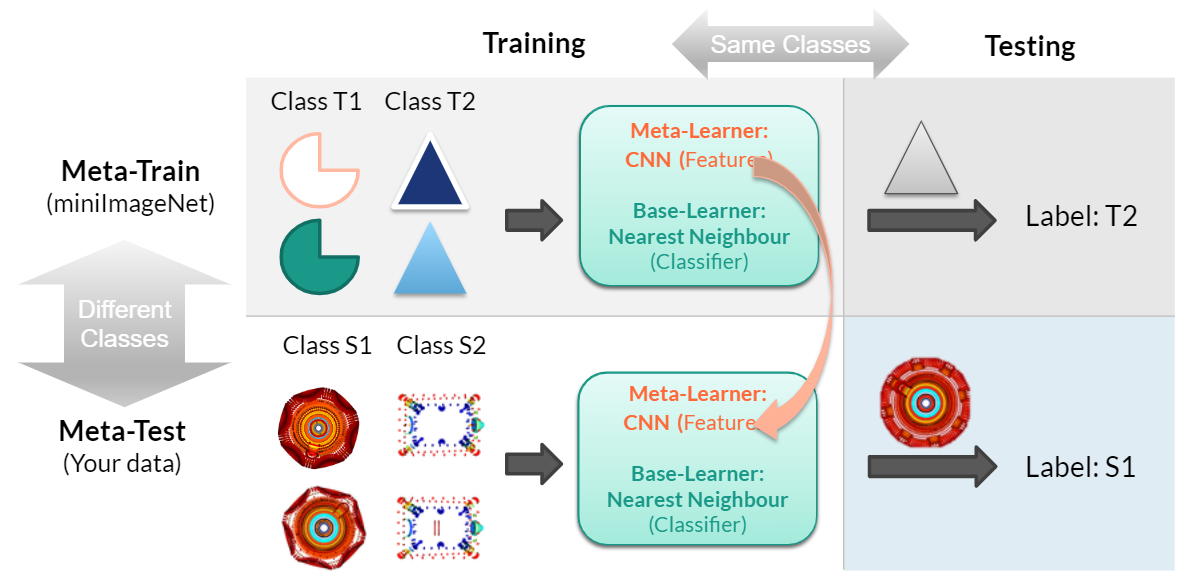 Training
Same Classes
Testing
Class T1
Class T2
Meta-Learner:
CNN (Features)
Base-Learner:
Nearest Neighbour
(Classifier)
Label: T2
Meta-Train
(miniImageNet)
Different
Classes
Meta-Test
(Your data)
Class S1
Class S2
Meta-Learner:
CNN (Feature
Base-Learner:
Nearest Neighbour
(Classifier)
Label: S1